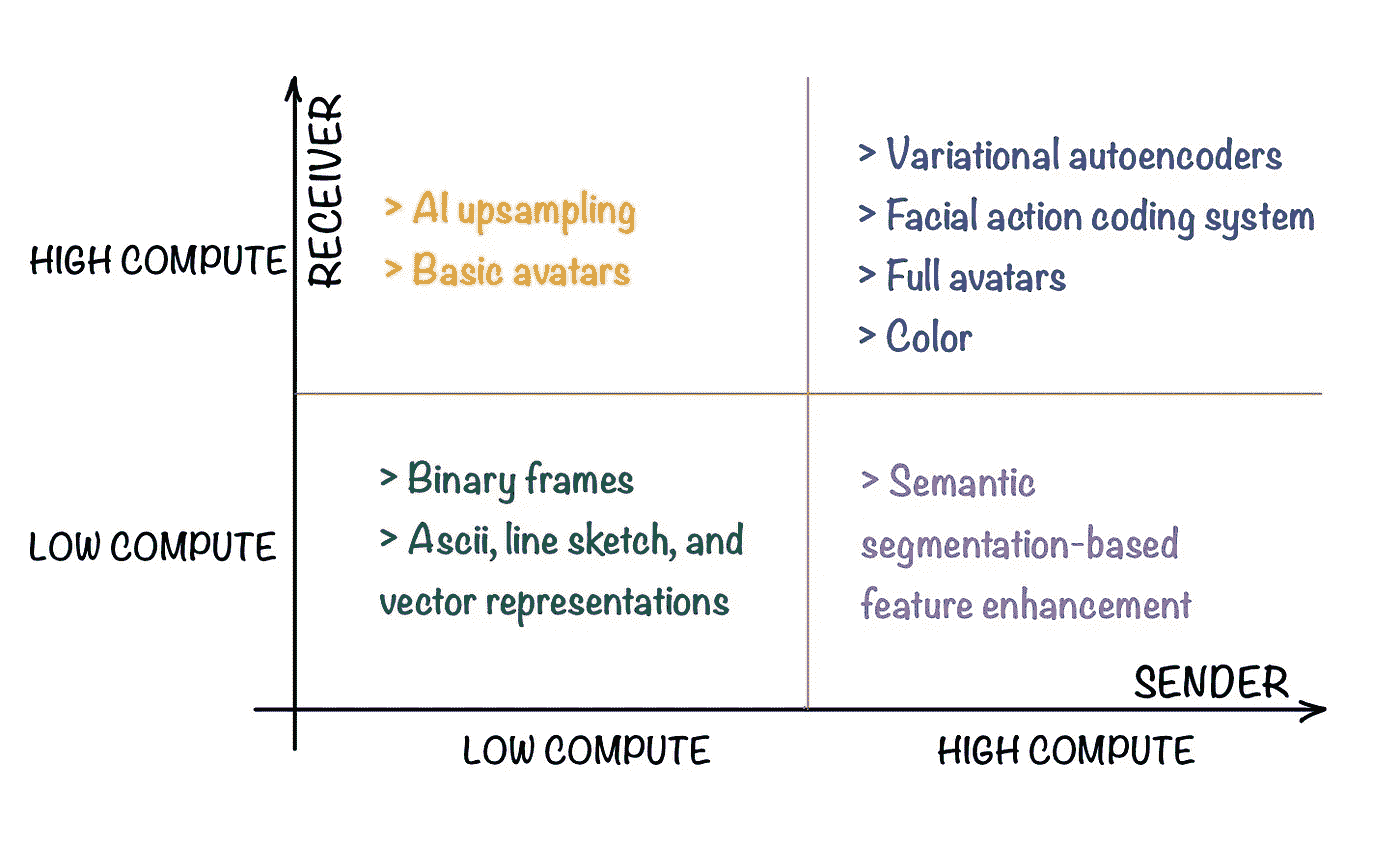 RECEIVER
HIGH COMPUTE
> AI upsampling
> Basic avatars
> Variational autoencoders
> Facial action coding system
> Full avatars
> Color
LOW COMPUTE
> Binary frames
> Ascii, line sketch, and
vector representations
> Semantic
segmentation-based
feature enhancement
SENDER
LOW COMPUTE
HIGH COMPUTE